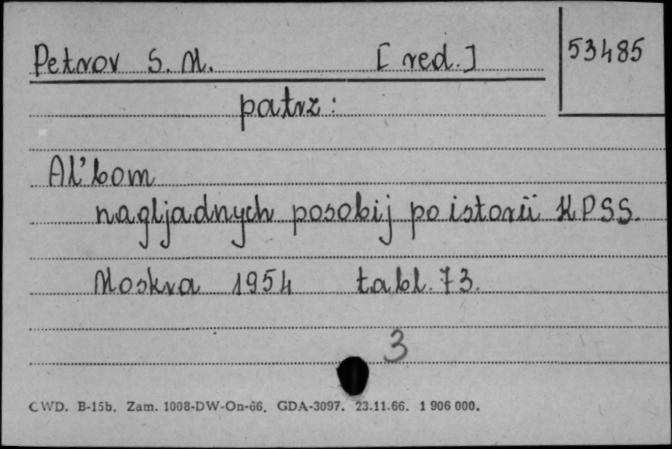 Petrov S. M. [red.] 53485
patrz:
Al'bom
nagljadnych posobij po istorii KPSS.
Moskva 1954 tabl. 73.
3
CWD. B-15b. Zam. 1008-DW-On-66. GDA-3097. 23.11.66. 1 906 000.